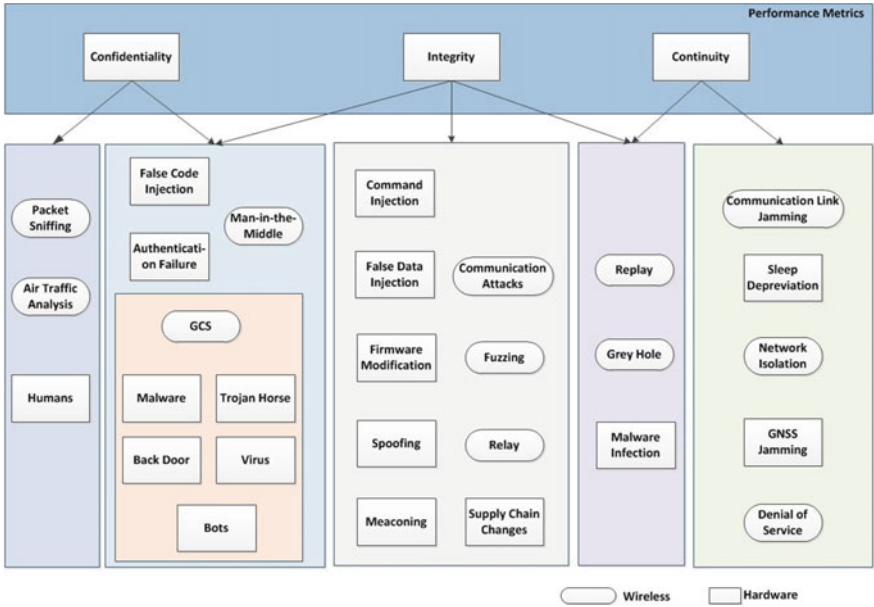 Performance Metrics
Confidentiality
Integrity
Continuity
Packet
Sniffing
Air Traffic
Analysis
Humans
False Code
Injection
Man-in-the-
Middle
Authenticati-
on Failure
GCS
Malware
Trojan Horse
Back Door
Virus
Bots
Command
Injection
False Data
Injection
Communication
Attacks
Firmware
Modification
Fuzzing
Spoofing
Relay
Meaconing
Supply Chain
Changes
Replay
Grey Hole
Malware
Infection
Communication Link
Jamming
Sleep
Depreviation
Network
Isolation
GNSS
Jamming
Denial of
Service
Wireless
Hardware